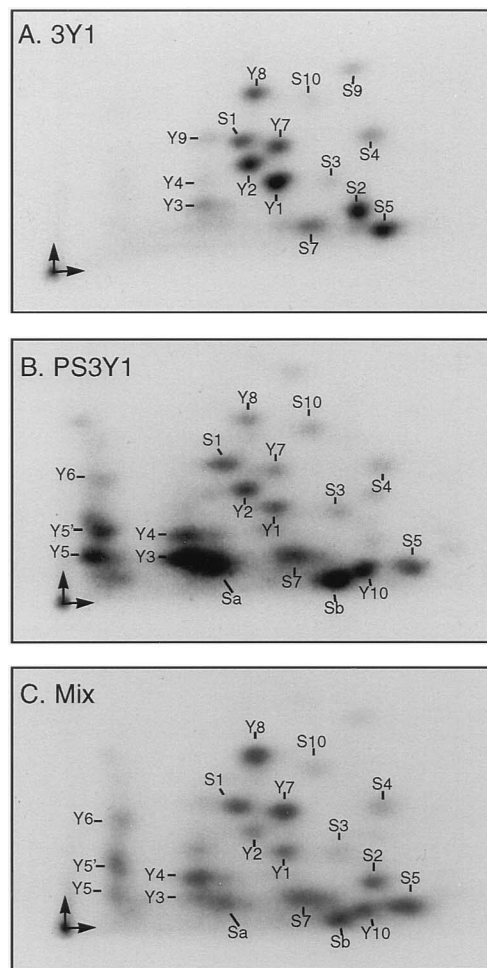 A. 3Y1
Y8
S10
S9
S1
Y7
Y9
S4
S3
Y4
Y2
Y1
S2
S5
Y3
S7
B. PS3Y1
Y8
S10
S1
Y7
Y6
S4
S3
Y2
Y1
Y5'
Y4
Y5
Y3
S5
Sa
S7
Sb
Y10
C. Mix
Y8
S10
S1
Y7
S4
Y6
S3
Y2
Y1
S2
Y5'
Y4
Y5
Y3
S5
Sa
S7
Sb
Y10